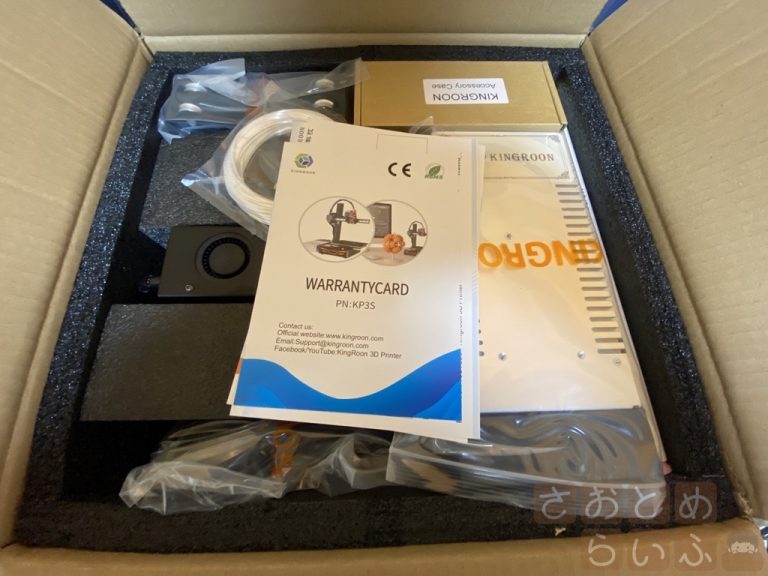 KINGROON
Accessory Case
KINGROON
KINGROON
CE
RoHS
KINGROON
WARRANTYCARD
PN:KP3S
Contact us:
Official website:www.kingroon.com
Email:Support@kingroon.com
Facebook/YouTube:KingRoon 3D Printer
さおとめ
らいふ